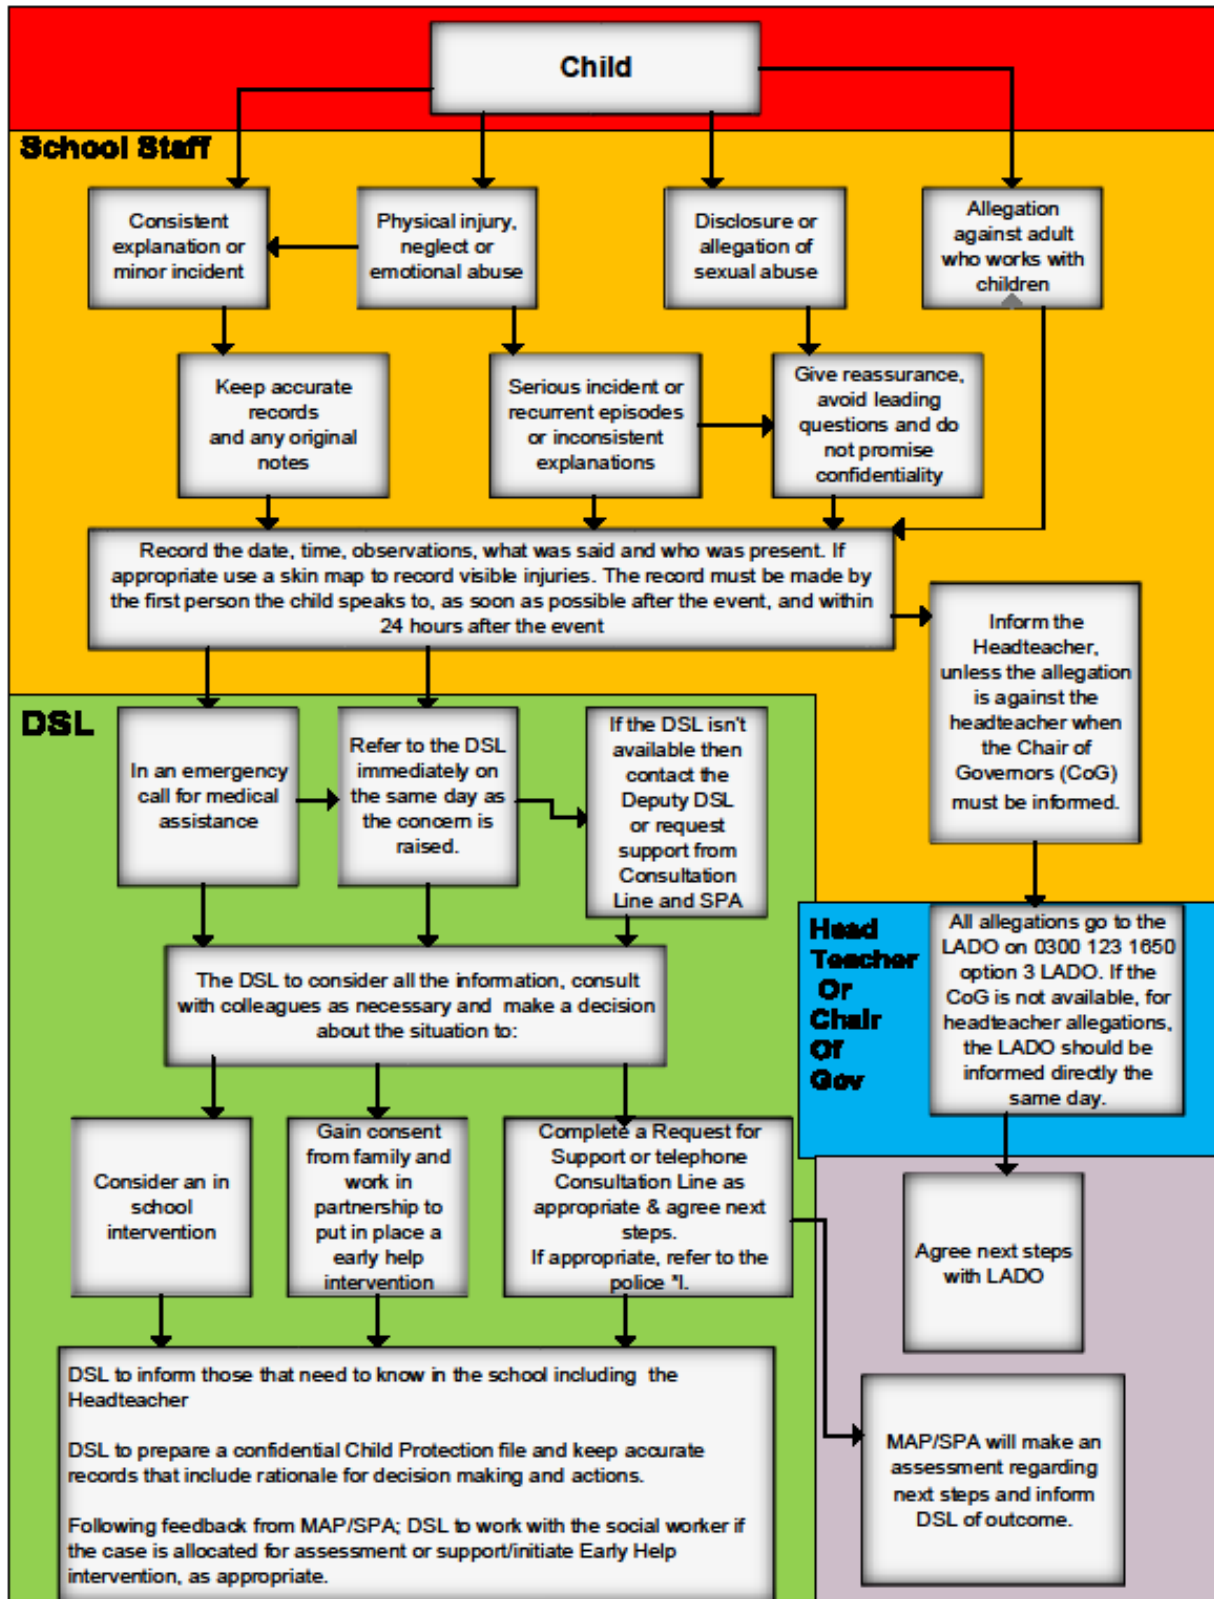 Child
School Staff
Consistent
explanation or
minor incident
Physical injury,
neglect or
emotional abuse
Disclosure or
allegation of
sexual abuse
Allegation
against adult
who works with
children
Keep accurate
records
and any original
notes
Serious incident or
recurrent episodes
or inconsistent
explanations
Give reassurance,
avoid leading
questions and do
not promise
confidentiality
Record the date, time, observations, what was said and who was present. If
appropriate use a skin map to record visible injuries. The record must be made by
the first person the child speaks to, as soon as possible after the event, and within
24 hours after the event
Inform the
Headteacher,
unless the allegation
is against the
headteacher when
the Chair of
Governors (CoG)
must be informed.
DSL
In an emergency
call for medical
assistance
Refer to the DSL
immediately on
the same day as
the concern is
raised.
If the DSL isn't
available then
contact the
Deputy DSL
or request
support from
Consultation
Line and SPA
Head
Teacher
Or
Chair
Of
Gov
All allegations go to the
LADO on 0300 123 1650
option 3 LADO. If the
CoG is not available, for
headteacher allegations,
the LADO should be
informed directly the
same day.
The DSL to consider all the information, consult
with colleagues as necessary and make a decision
about the situation to:
Consider an in
school
intervention
Gain consent
from family and
work in
partnership to
put in place a
early help
intervention
Complete a Request for
Support or telephone
Consultation Line as
appropriate & agree next
steps.
If appropriate, refer to the
police *I.
Agree next steps
with LADO
DSL to inform those that need to know in the school including the
Headteacher
DSL to prepare a confidential Child Protection file and keep accurate
records that include rationale for decision making and actions.
Following feedback from MAP/SPA; DSL to work with the social worker if
the case is allocated for assessment or support/initiate Early Help
intervention, as appropriate.
MAP/SPA will make an
assessment regarding
next steps and inform
DSL of outcome.